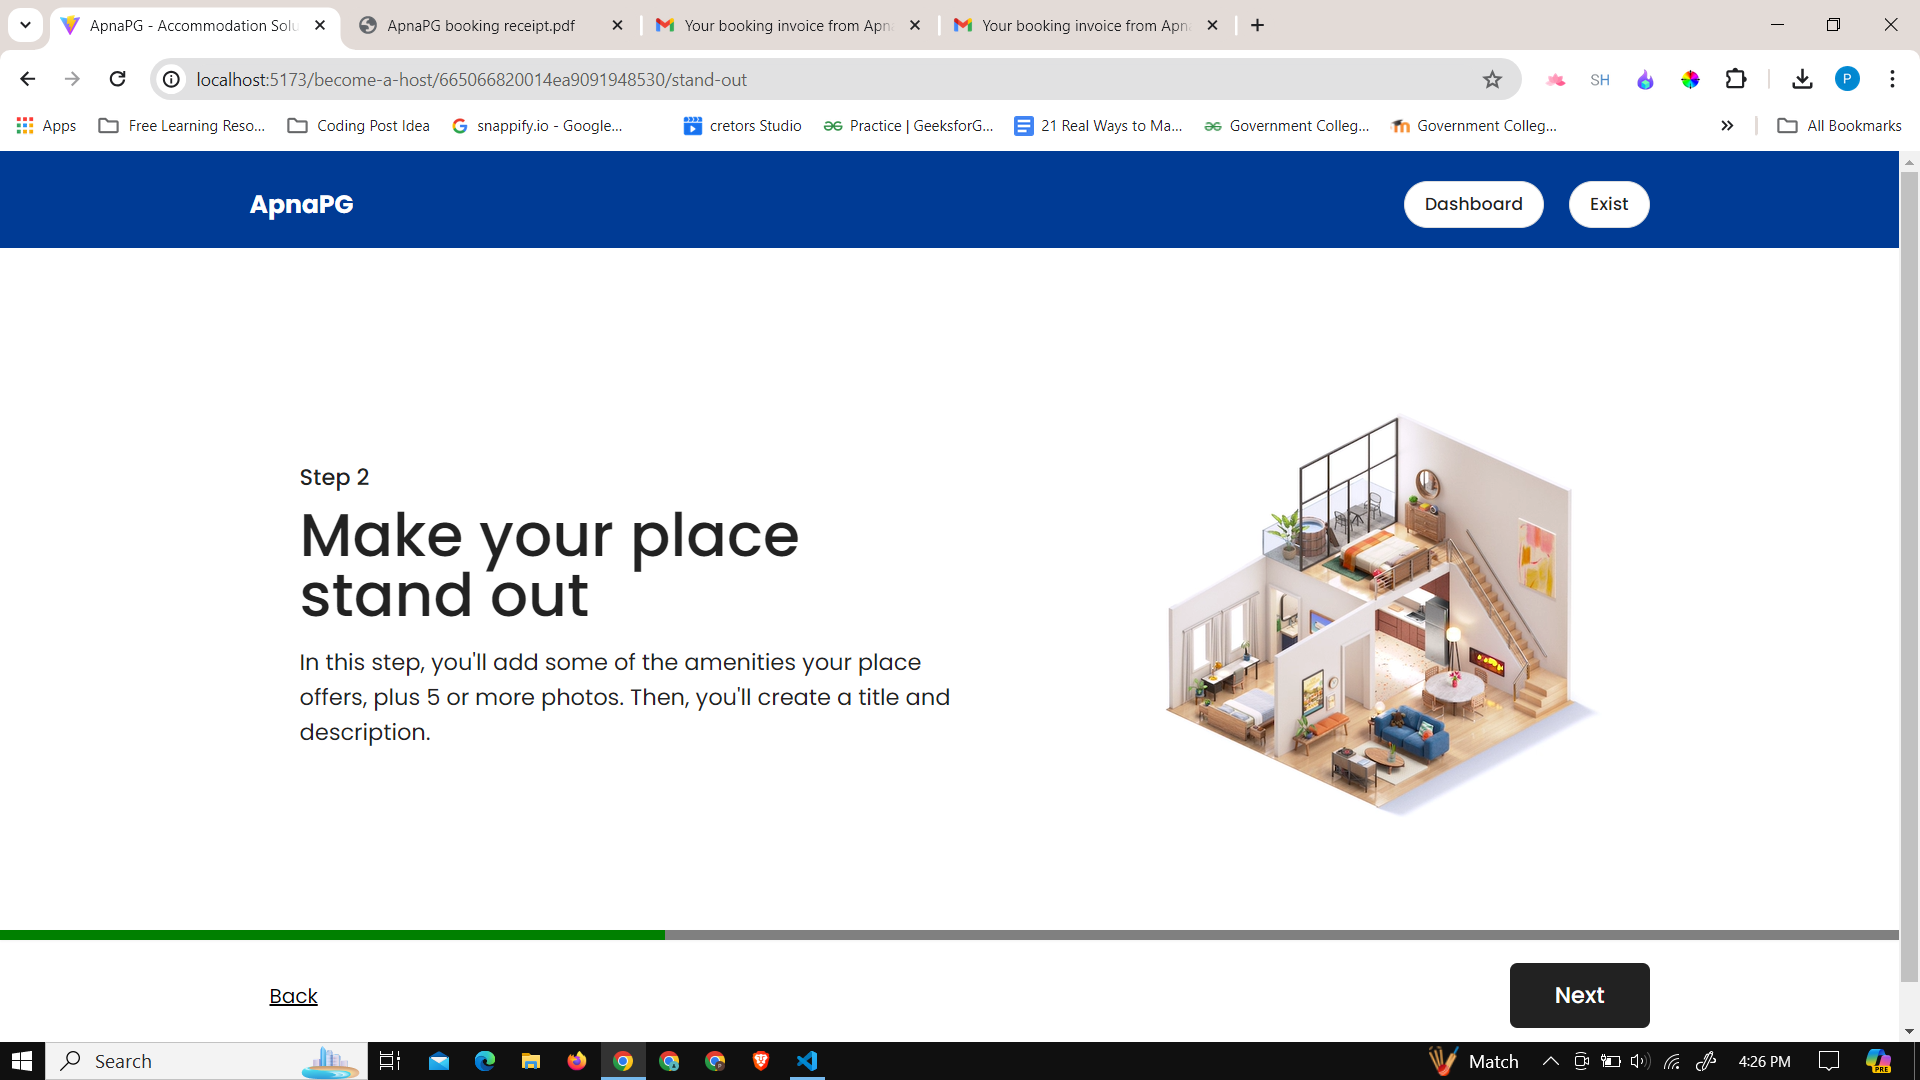 ApnaPG - Accommodation Solu
ApnaPG booking receipt.pdf
Your booking invoice from Apn
Your booking invoice from Apn
localhost:5173/become-a-host/665066820014ea9091948530/stand-out
SH
P
Apps
Free Learning Reso...
Coding Post Idea
snappify.io - Google...
cretors Studio
Practice | GeeksforG...
21 Real Ways to Ma...
Government Colleg...
Government Colleg...
All Bookmarks
ApnaPG
Dashboard
Exist
Step 2
Make your place
stand out
In this step, you'll add some of the amenities your place
offers, plus 5 or more photos. Then, you'll create a title and
description.
Back
Next
Search
Match
4:26 PM
PRE